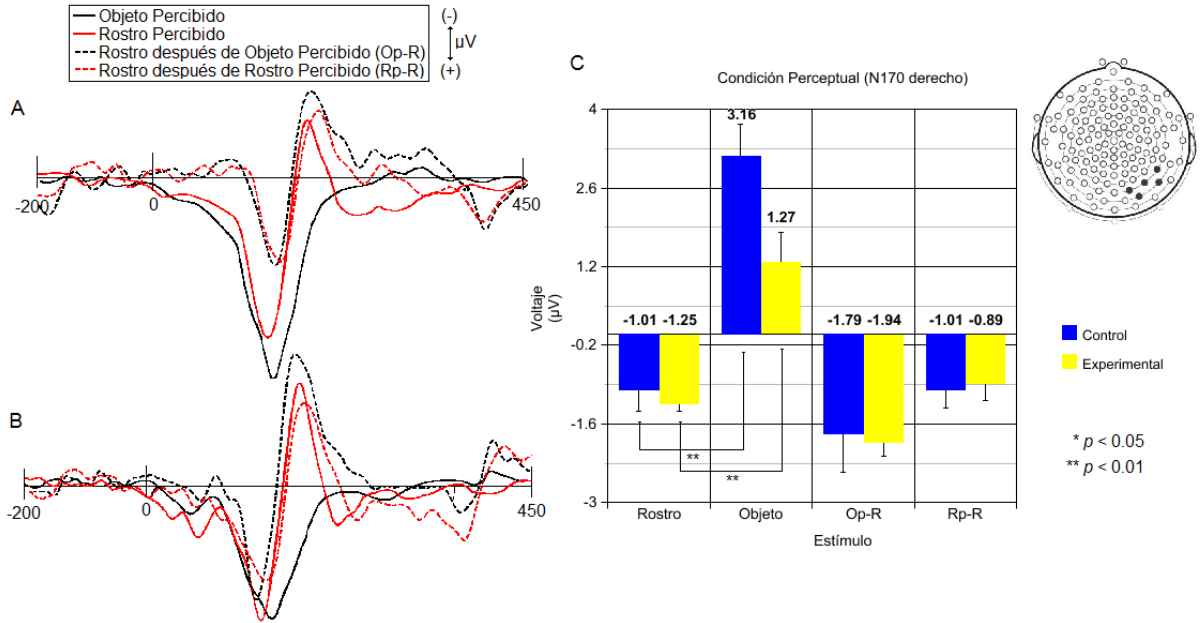 Objeto Percibido
Rostro Percibido
Rostro después de Objeto Percibido (Op-R)
Rostro después de Rostro Percibido (Rp-R)
(-)
µV
(+)
A
-200
0
450
B
-200
0
450
C
Condición Perceptual (N170 derecho)
4
2.6
1.2
-0.2
-1.6
-3
Voltaje
(µV)
3.16
1.27
-1.01 -1.25
-1.79 -1.94
-1.01 -0.89
**
**
Rostro
Objeto
Op-R
Rp-R
Estímulo
Control
Experimental
* p < 0.05
** p < 0.01